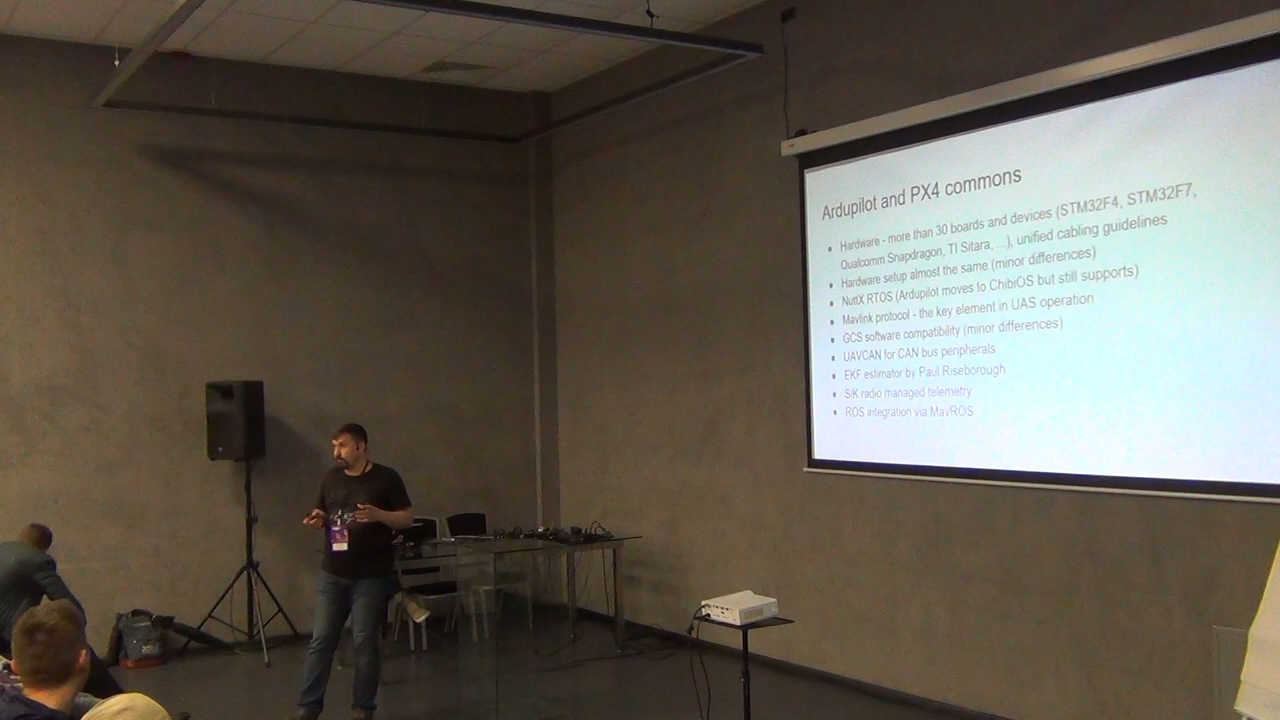 Ardupilot and PX4 commons
● Hardware - more than 30 boards and devices (STM32F4, STM32F7,
Qualcomm Snapdragon, TI Sitara, ...), unified cabling guidelines
● Hardware setup almost the same (minor differences)
● NuttX RTOS (Ardupilot moves to ChibiOS but still supports)
● Mavlink protocol - the key element in UAS operation
● GCS software compatibility (minor differences)
● UAVCAN for CAN bus peripherals
● EKF estimator by Paul Riseborough
● SiK radio managed telemetry
● ROS integration via MavROS